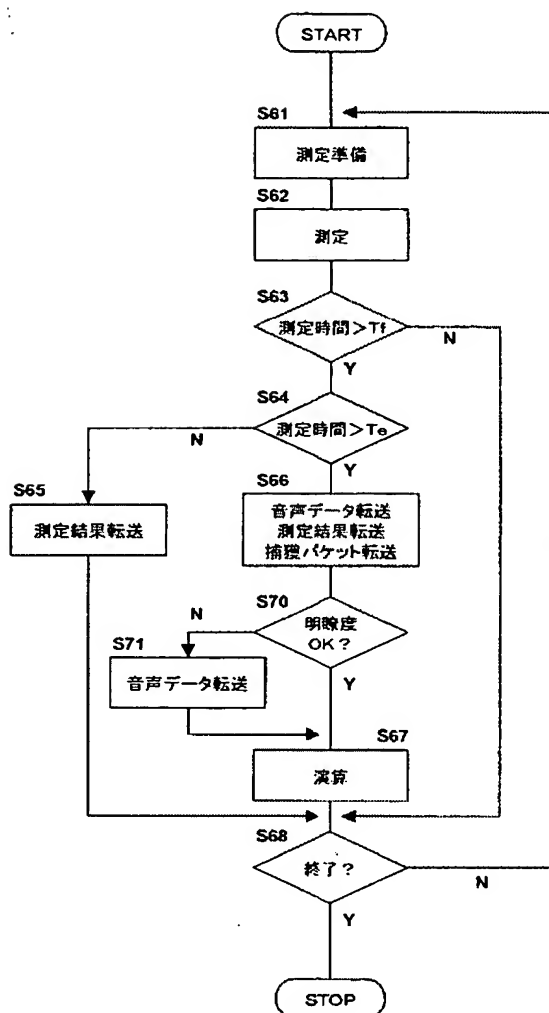 START
S61
測定準備
S62
測定
S63
測定時間>Tf
N
Y
S64
測定時間>Te
N
Y
S65
測定結果転送
S66
音声データ転送
測定結果転送
捕獲パケット転送
S70
明瞭度
OK?
N
Y
S71
音声データ転送
S67
演算
S68
終了?
N
Y
STOP